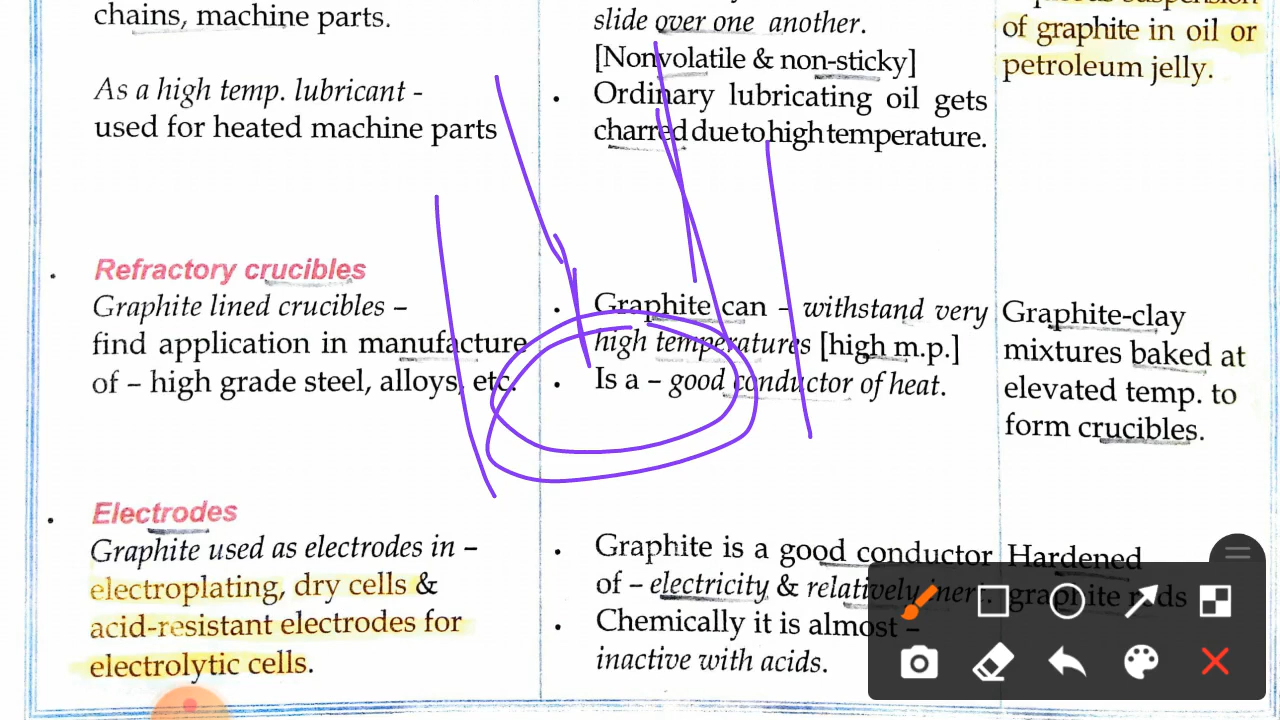 chains, machine parts.
As a high temp. lubricant -
used for heated machine parts
slide over one another.
[Nonvolatile & non-sticky]
• Ordinary lubricating oil gets
charred due to high temperature.
of graphite in oil or
petroleum jelly.
• Refractory crucibles
Graphite lined crucibles –
find application in manufacture
of – high grade steel, alloys, etc.
• Graphite can – withstand very
high temperatures [high m.p.]
• Is a – good conductor of heat.
Graphite-clay
mixtures baked at
elevated temp. to
form crucibles.
• Electrodes
Graphite used as electrodes in –
electroplating, dry cells &
acid-resistant electrodes for
electrolytic cells.
• Graphite is a good conductor
of – electricity & relatively inert.
• Chemically it is almost –
inactive with acids.
Hardened
graphite rods